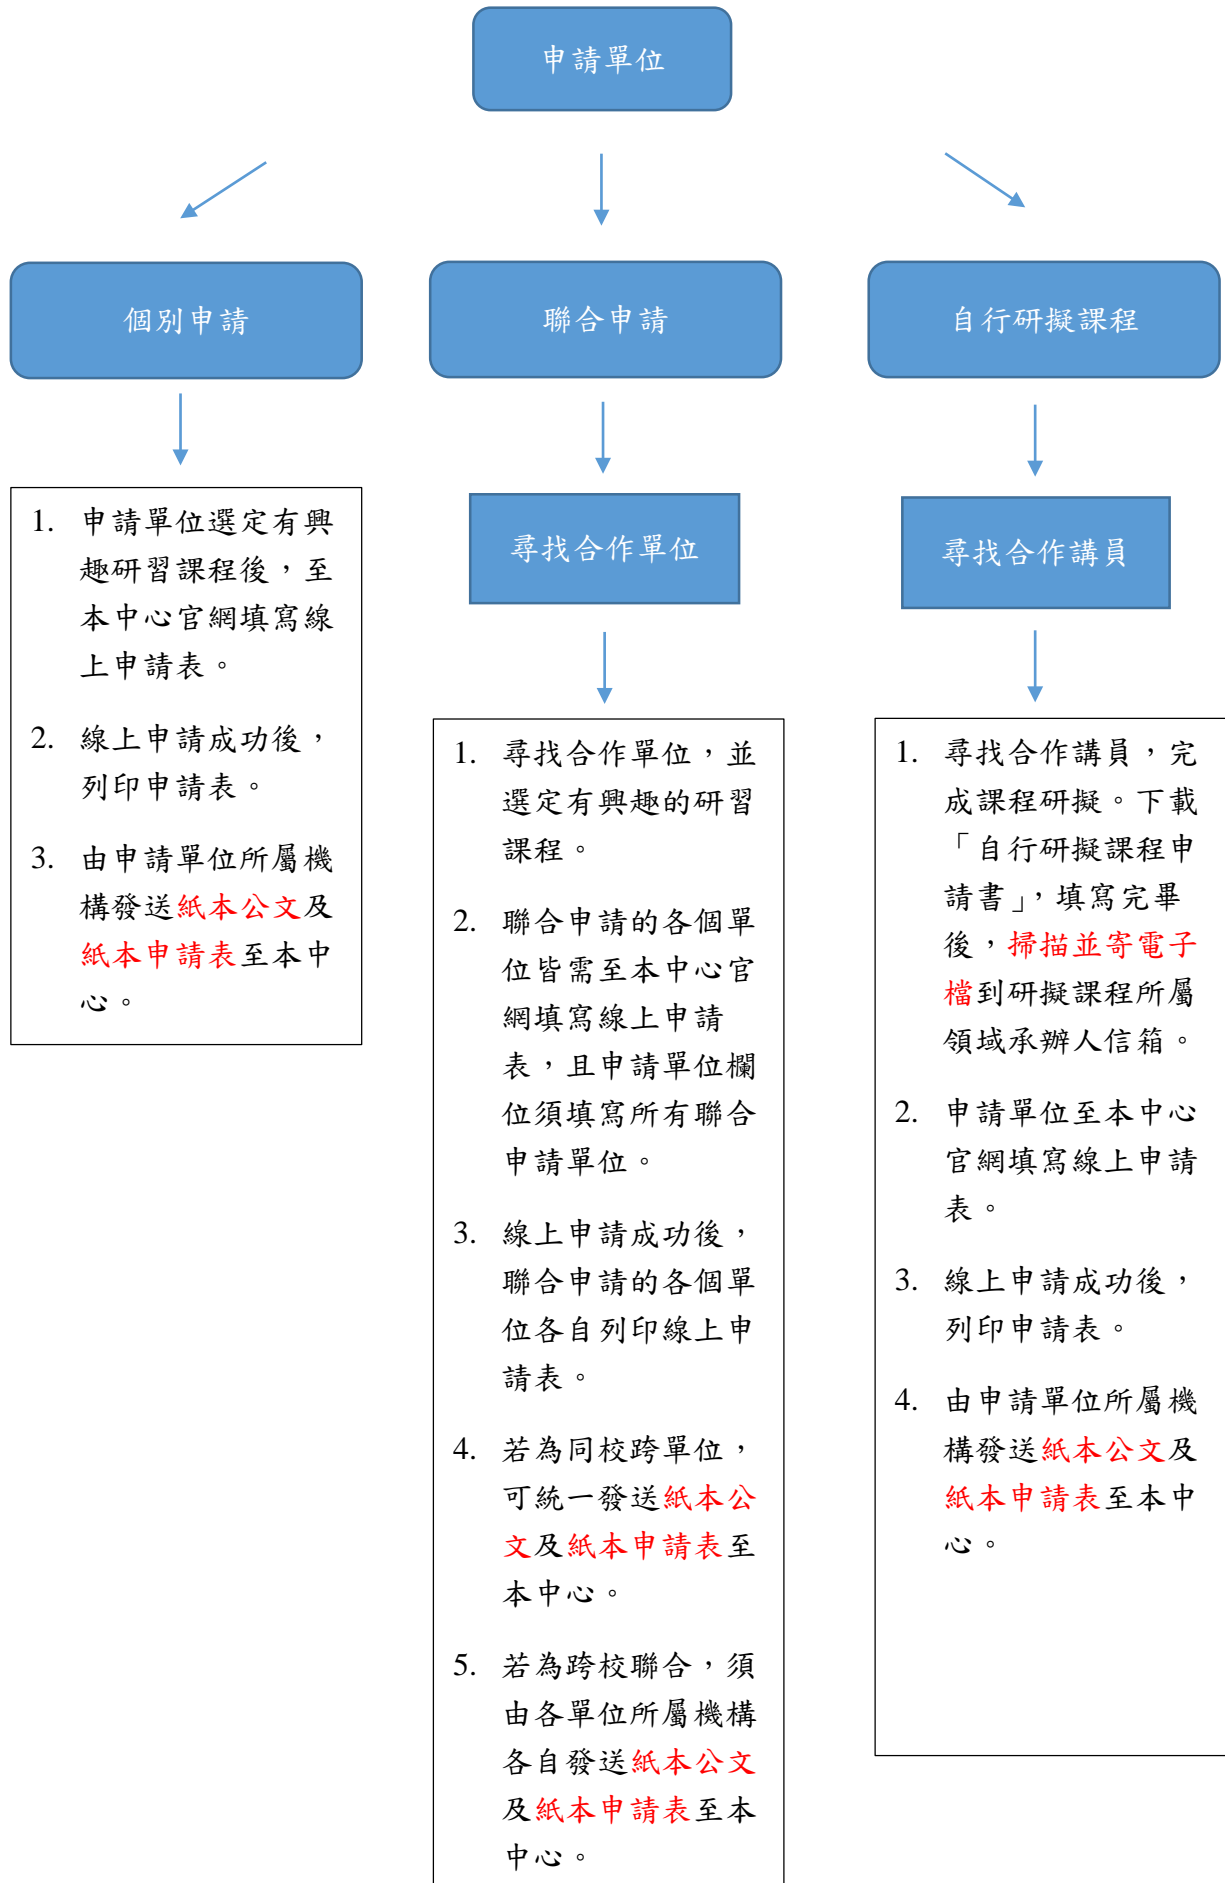 申請單位
個別申請
聯合申請
自行研擬課程
1. 申請單位選定有興
趣研習課程後，至
本中心官網填寫線
上申請表。
2. 線上申請成功後，
列印申請表。
3. 由申請單位所屬機
構發送紙本公文及
紙本申請表至本中
心。
尋找合作單位
1. 尋找合作單位，並
選定有興趣的研習
課程。
2. 聯合申請的各個單
位皆需至本中心官
網填寫線上申請
表，且申請單位欄
位須填寫所有聯合
申請單位。
3. 線上申請成功後，
聯合申請的各個單
位各自列印線上申
請表。
4. 若為同校跨單位，
可統一發送紙本公
文及紙本申請表至
本中心。
5. 若為跨校聯合，須
由各單位所屬機構
各自發送紙本公文
及紙本申請表至本
中心。
尋找合作講員
1. 尋找合作講員，完
成課程研擬。下載
「自行研擬課程申
請書」，填寫完畢
後，掃描並寄電子
檔到研擬課程所屬
領域承辦人信箱。
2. 申請單位至本中心
官網填寫線上申請
表。
3. 線上申請成功後，
列印申請表。
4. 由申請單位所屬機
構發送紙本公文及
紙本申請表至本中
心。